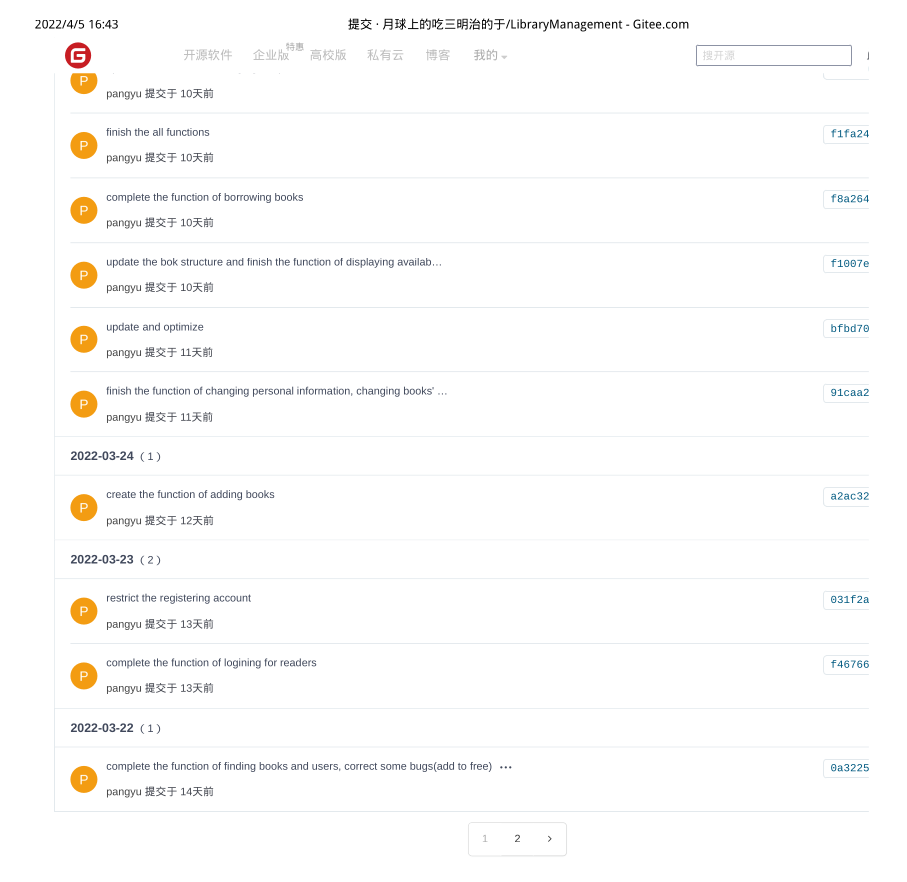 2022/4/5 16:43
提交 · 月球上的吃三明治的于/LibraryManagement - Gitee.com
G 开源软件 企业版 特惠 高校版 私有云 博客 我的 搜开源
P
pangyu 提交于 10天前
finish the all functions
P
f1fa24
pangyu 提交于 10天前
complete the function of borrowing books
P
f8a264
pangyu 提交于 10天前
update the bok structure and finish the function of displaying availab…
P
f1007e
pangyu 提交于 10天前
update and optimize
P
bfbd70
pangyu 提交于 11天前
finish the function of changing personal information, changing books' …
P
91caa2
pangyu 提交于 11天前
2022-03-24 ( 1 )
create the function of adding books
P
a2ac32
pangyu 提交于 12天前
2022-03-23 ( 2 )
restrict the registering account
P
031f2a
pangyu 提交于 13天前
complete the function of logining for readers
P
f46766
pangyu 提交于 13天前
2022-03-22 ( 1 )
complete the function of finding books and users, correct some bugs(add to free) ···
P
0a3225
pangyu 提交于 14天前
1 2 >